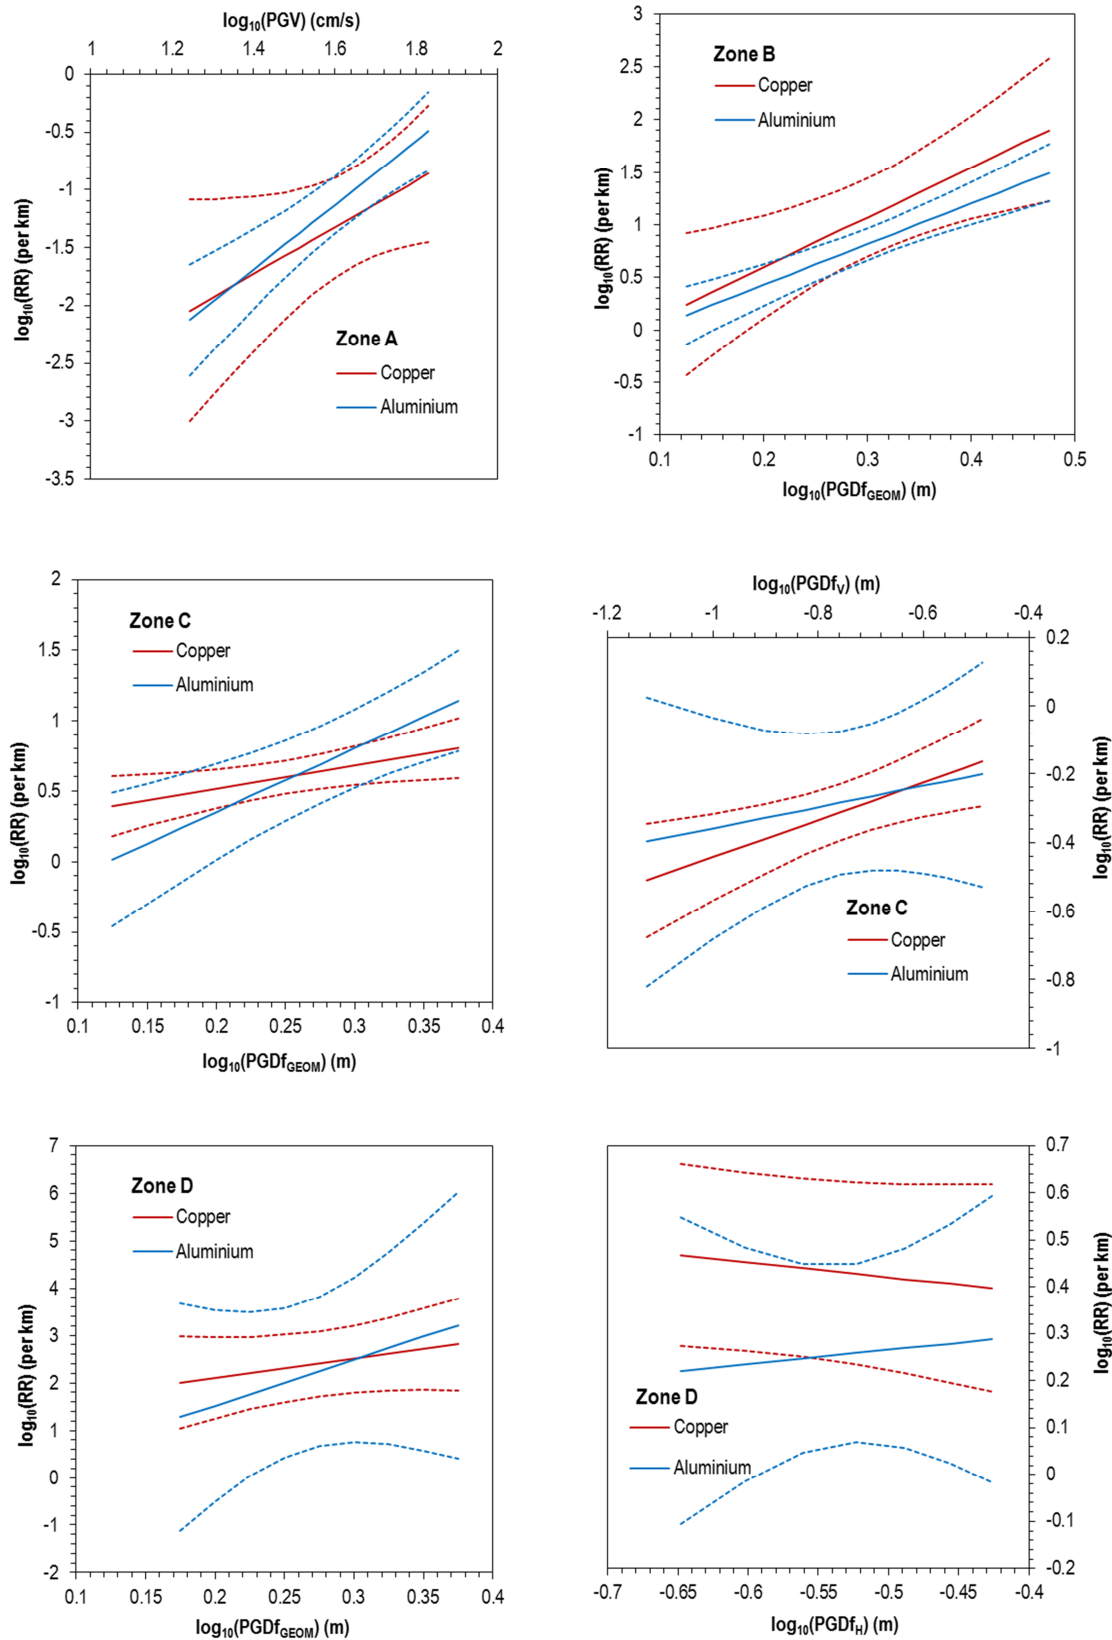 log10(PGV) (cm/s)
1 1.2 1.4 1.6 1.8 2
0
-0.5
-1
-1.5
-2
-2.5
-3
-3.5
log10(RR) (per km)
Zone A
Copper
Aluminium
3
2.5
2
1.5
1
0.5
0
-0.5
-1
log10(RR) (per km)
Zone B
Copper
Aluminium
0.1 0.2 0.3 0.4 0.5
log10(PGDfGEOM) (m)
2
1.5
1
0.5
0
-0.5
-1
log10(RR) (per km)
Zone C
Copper
Aluminium
0.1 0.15 0.2 0.25 0.3 0.35 0.4
log10(PGDfGEOM) (m)
log10(PGDfV) (m)
-1.2 -1 -0.8 -0.6 -0.4
0.2
0
-0.2
-0.4
-0.6
-0.8
-1
log10(RR) (per km)
Zone C
Copper
Aluminium
7
6
5
4
3
2
1
0
-1
-2
log10(RR) (per km)
Zone D
Copper
Aluminium
0.1 0.15 0.2 0.25 0.3 0.35 0.4
log10(PGDfGEOM) (m)
0.7
0.6
0.5
0.4
0.3
0.2
0.1
0
-0.1
-0.2
log10(RR) (per km)
Zone D
Copper
Aluminium
-0.7 -0.65 -0.6 -0.55 -0.5 -0.45 -0.4
log10(PGDfH) (m)